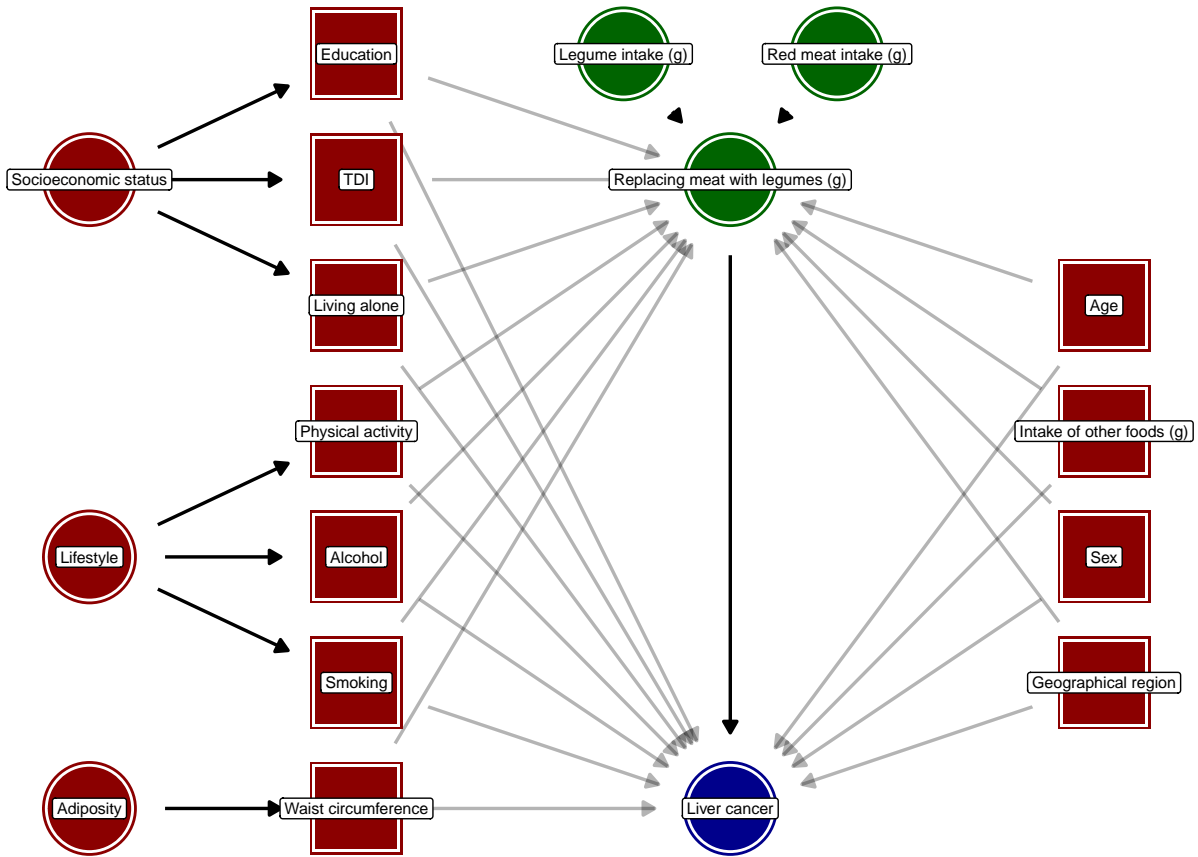 Education
Legume intake (g)
Red meat intake (g)
Socioeconomic status
TDI
Replacing meat with legumes (g)
Living alone
Age
Physical activity
Intake of other foods (g)
Lifestyle
Alcohol
Sex
Smoking
Geographical region
Adiposity
Waist circumference
Liver cancer